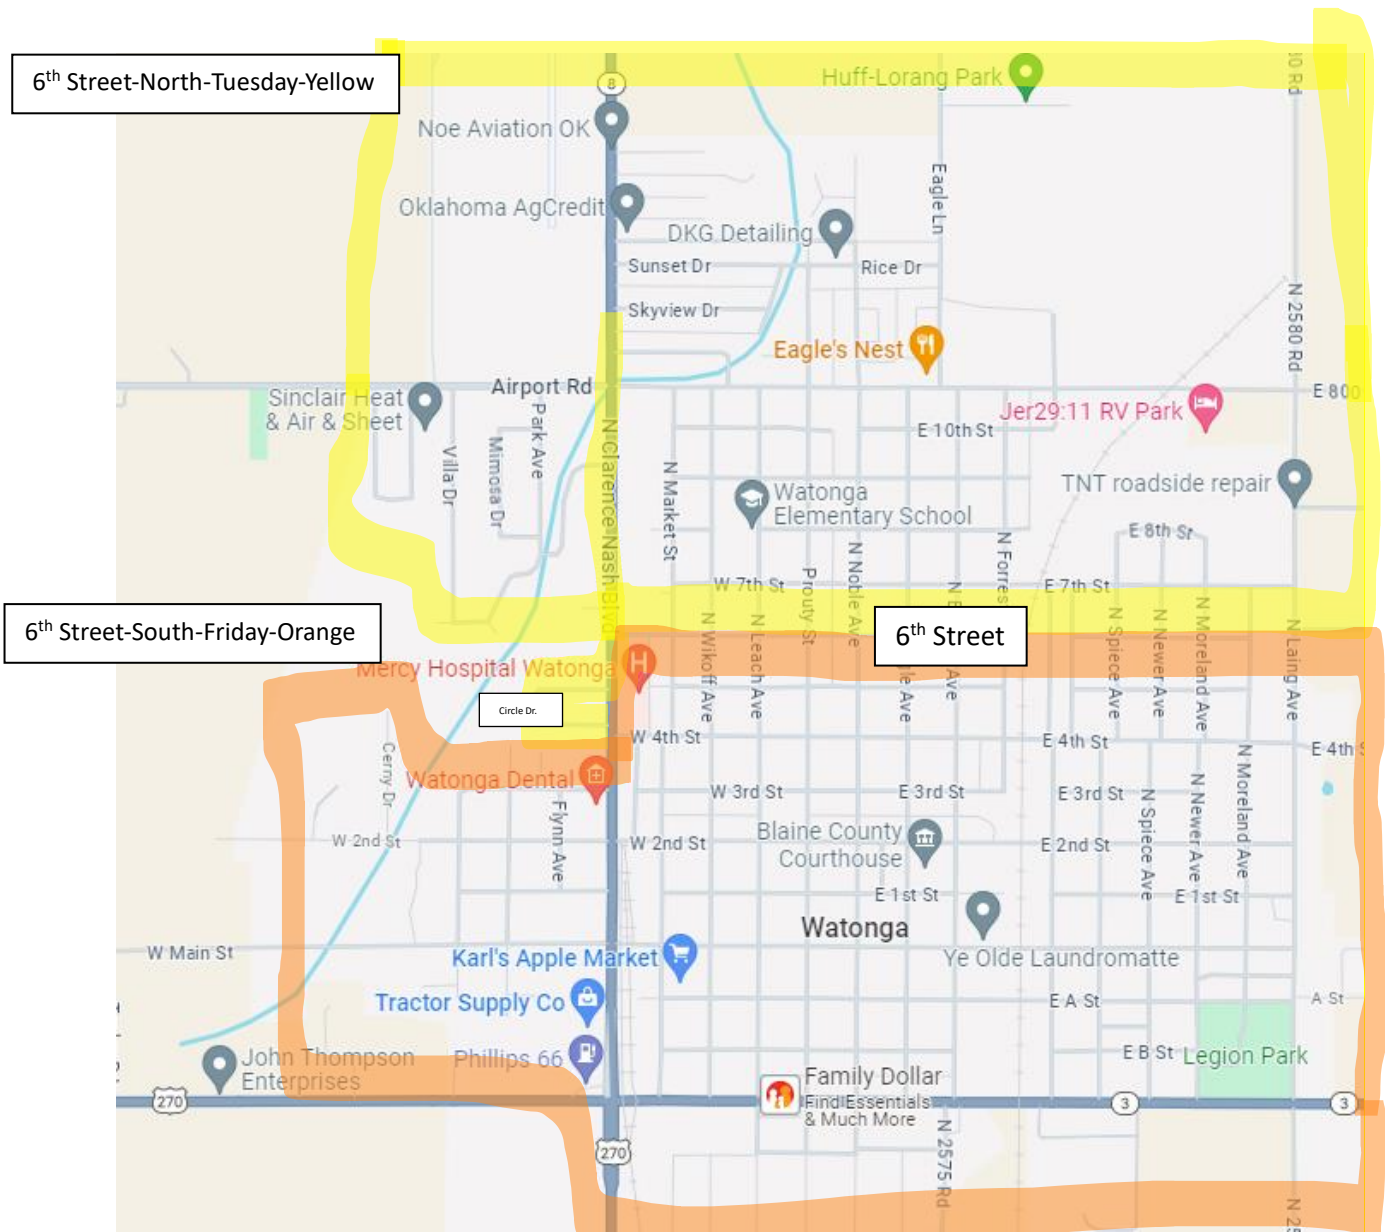 6th Street-North-Tuesday-Yellow
8
Huff-Lorang Park
Noe Aviation OK
Eagle Ln
Oklahoma AgCredit
DKG Detailing
Sunset Dr
Rice Dr
Skyview Dr
N 2580 Rd
Eagle's Nest
Airport Rd
E 800
Sinclair Heat
& Air & Sheet
Park Ave
Jer29:11 RV Park
E 10th St
N Clarence Nash Blvd
Villa Dr
Mimosa Dr
N Market St
TNT roadside repair
Watonga
Elementary School
E 8th St
N Noble Ave
Prouty St
W 7th St
E 7th St
6th Street-South-Friday-Orange
6th Street
N Wikoff Ave
N Leach Ave
N Spiece Ave
N Newer Ave
N Moreland Ave
N Laing Ave
Mercy Hospital Watonga
H
Ave
Circle Dr.
W 4th St
E 4th St
E 4th
Cerny Dr
Watonga Dental
W 3rd St
E 3rd St
E 3rd St
N Spiece Ave
N Newer Ave
N Moreland Ave
Flynn Ave
W 2nd St
W 2nd St
Blaine County
Courthouse
E 2nd St
E 1st St
E 1st St
Watonga
W Main St
Karl's Apple Market
Ye Olde Laundromatte
Tractor Supply Co
E A St
A St
John Thompson
Enterprises
Phillips 66
E B St
Legion Park
Family Dollar
Find Essentials
& Much More
270
3
3
270
N 2575 Rd